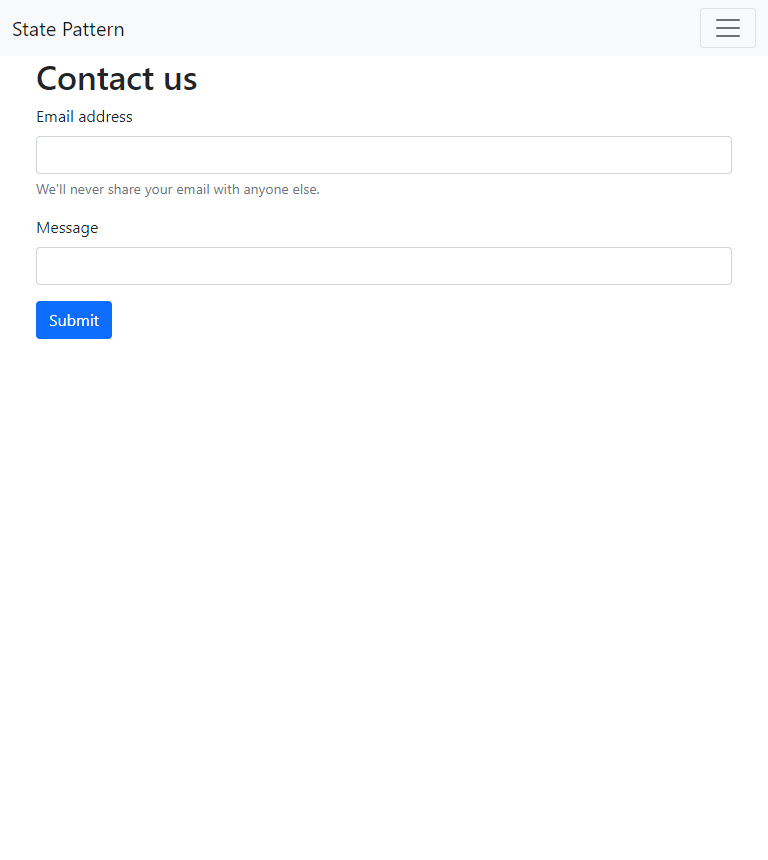 State Pattern
Contact us
Email address
We'll never share your email with anyone else.
Message
Submit